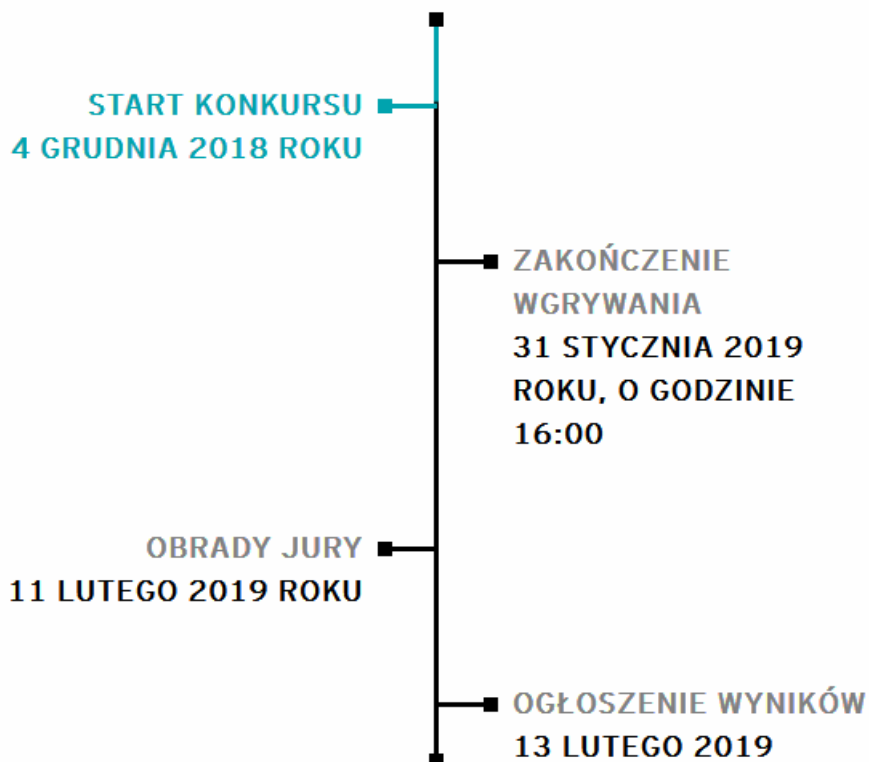 START KONKURSU
4 GRUDNIA 2018 ROKU
ZAKOŃCZENIE
WGRYWANIA
31 STYCZNIA 2019
ROKU, O GODZINIE
16:00
OBRADY JURY
11 LUTEGO 2019 ROKU
OGŁOSZENIE WYNIKÓW
13 LUTEGO 2019